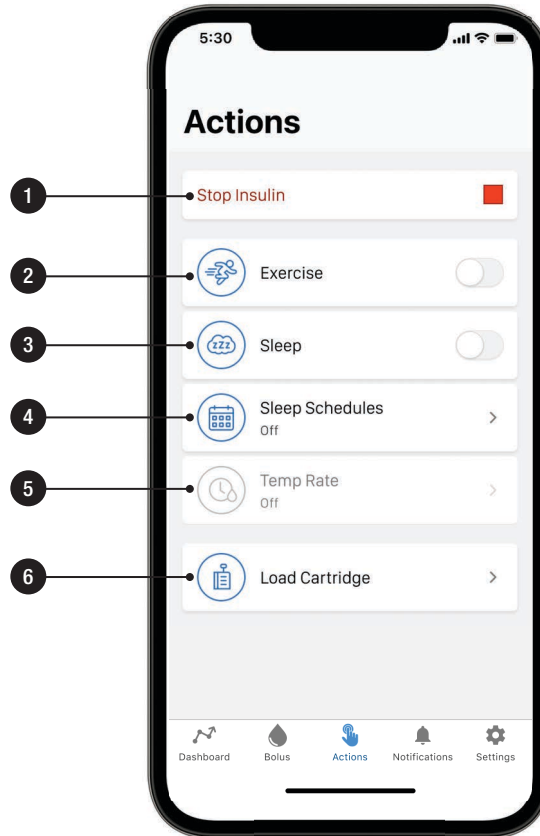 5:30
Actions
1
Stop Insulin
2
Exercise
3
zzz Sleep
4
Sleep Schedules
Off
5
Temp Rate
Off
6
Load Cartridge
Dashboard Bolus Actions Notifications Settings